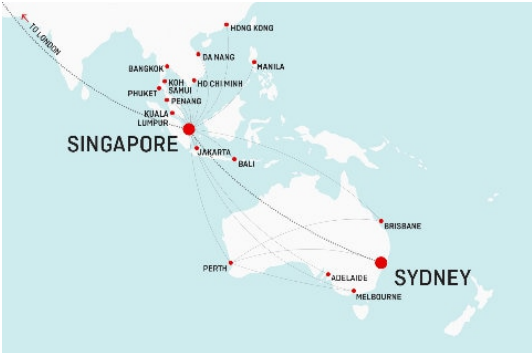 TO LONDON
HONG KONG
DA NANG
BANGKOK
MANILA
KOH
SAMUI
HO CHI MINH
PHUKET
PENANG
KUALA
LUMPUR
SINGAPORE
JAKARTA
BALI
BRISBANE
PERTH
ADELAIDE
SYDNEY
MELBOURNE